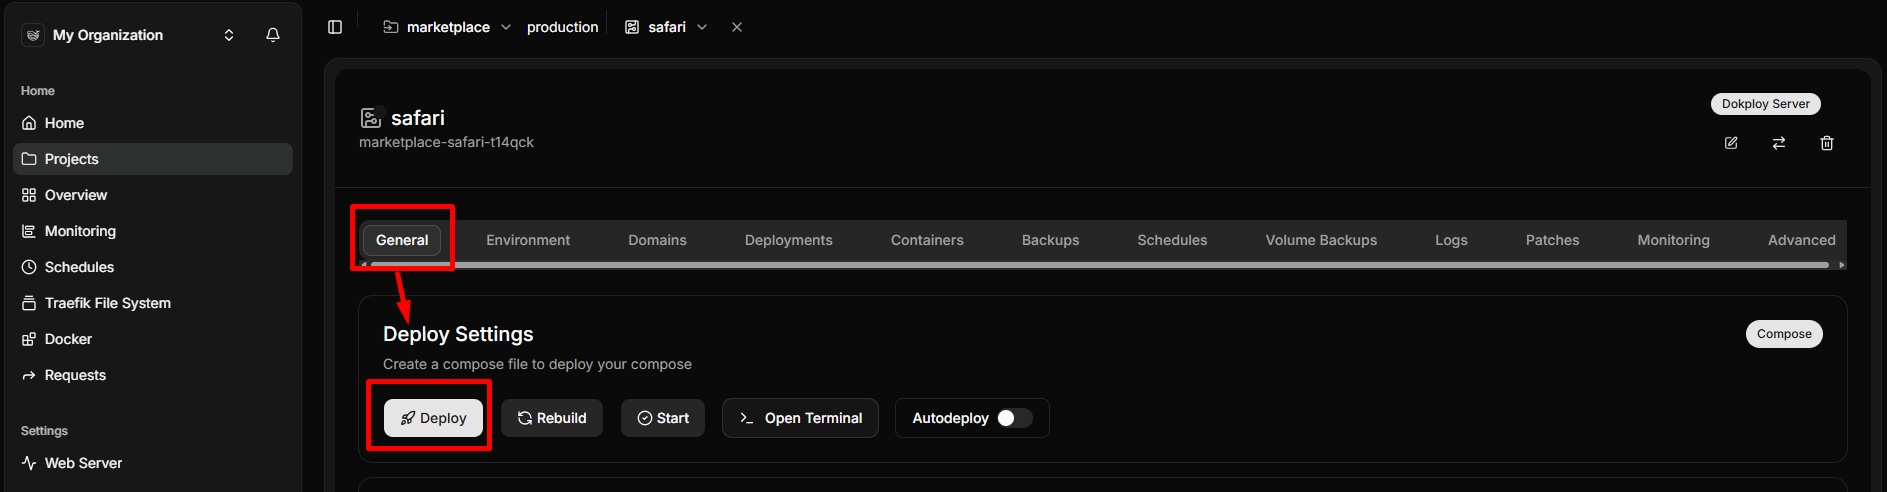 My Organization
Home
Home
Projects
Overview
Monitoring
Schedules
Traefik File System
Docker
Requests
Settings
Web Server
marketplace production safari
safari
marketplace-safari-t14qck
Dokploy Server
General Environment Domains Deployments Containers Backups Schedules Volume Backups Logs Patches Monitoring Advanced
Deploy Settings
Compose
Create a compose file to deploy your compose
Deploy Rebuild Start Open Terminal Autodeploy